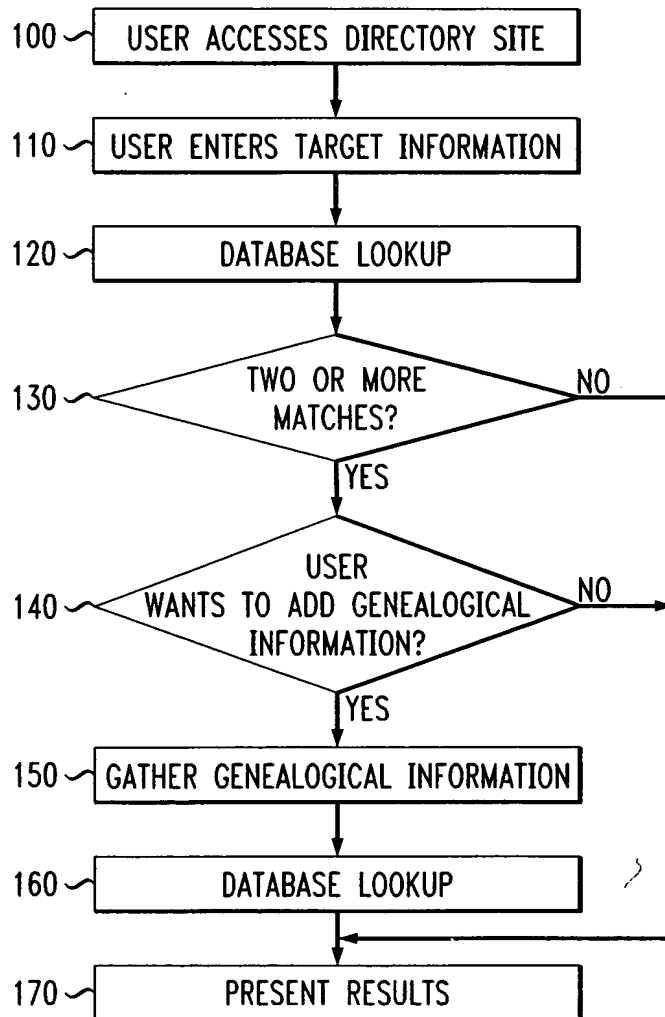 100 USER ACCESSES DIRECTORY SITE
110 USER ENTERS TARGET INFORMATION
120 DATABASE LOOKUP
130 TWO OR MORE
MATCHES?
NO
YES
140 USER
WANTS TO ADD GENEALOGICAL
INFORMATION?
NO
YES
150 GATHER GENEALOGICAL INFORMATION
160 DATABASE LOOKUP
170 PRESENT RESULTS